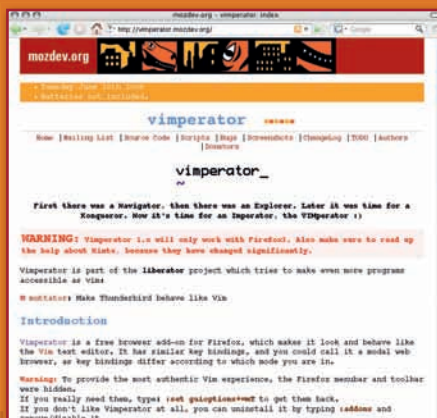 mozdev.org - vimperator: index
http://vimperator.mozdev.org/
Google
mozdev.org
• Tuesday June 10th 2008
• Batteries not included.
vimperator
Home |Mailing List |Source Code |Scripts |Bugs |Screenshots |ChangeLog |TODO |Authors
|Donators
vimperator_
First there was a Navigator, then there was an Explorer. Later it was time for a
Konqueror. Now it's time for an Imperator, the VIMperator :)
WARNING: Vimperator 1.x will only work with Firefox3. Also make sure to read up
the help about Hints, because they have changed significantly.
Vimperator is part of the liberator project which tries to make even more programs
accessible as vim:
muttator: Make Thunderbird behave like Vim
Introduction
Vimperator is a free browser add-on for Firefox, which makes it look and behave like
the Vim text editor. It has similar key bindings, and you could call it a modal web
browser, as key bindings differ according to which mode you are in.
Warning: To provide the most authentic Vim experience, the Firefox menubar and toolbar
were hidden.
If you really need them, type: :set guioptions+=mT to get them back.
If you don't like Vimperator at all, you can uninstall it by typing :addons and